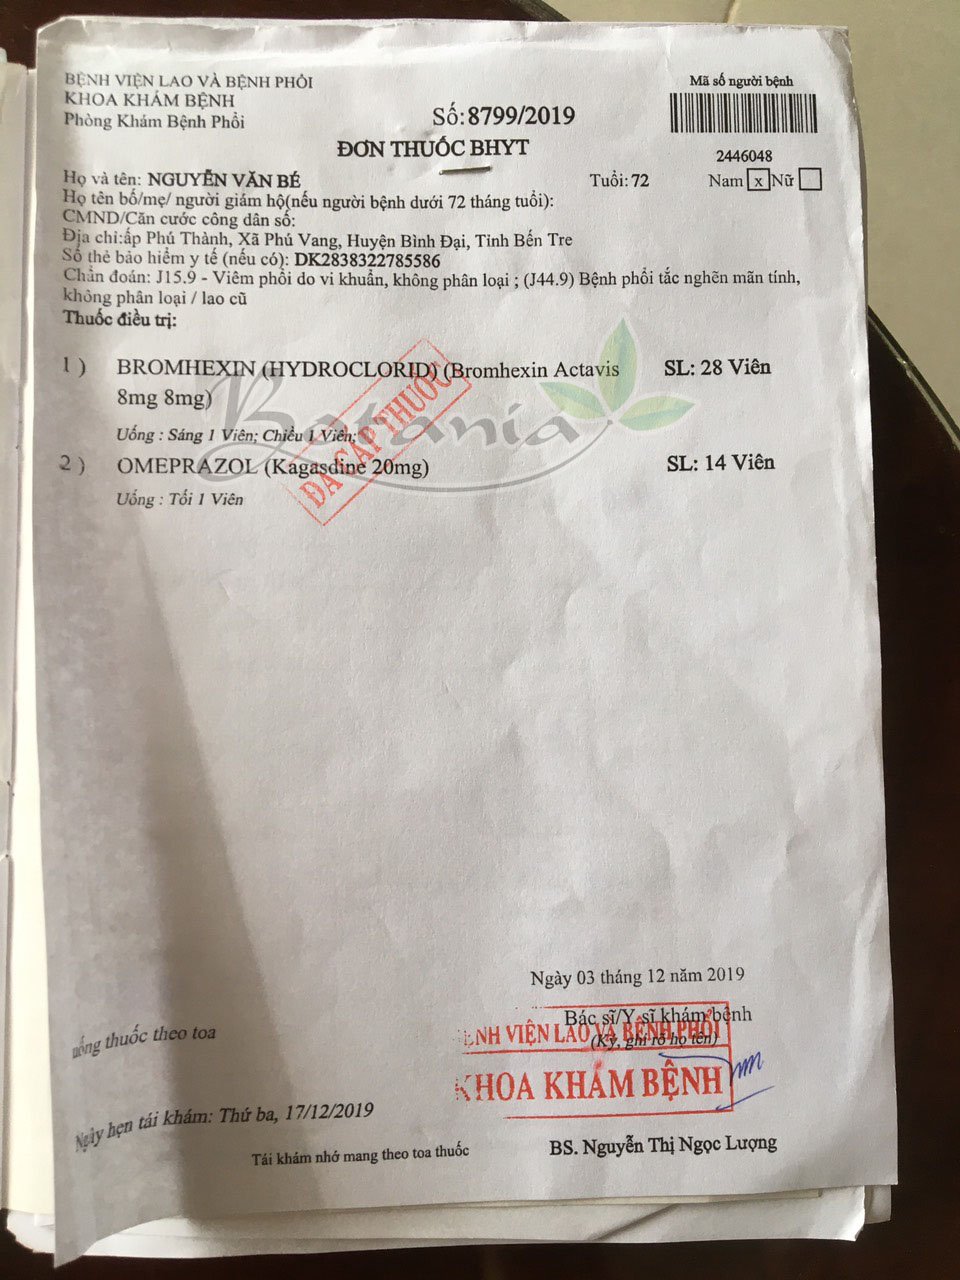 BỆNH VIỆN LAO VÀ BỆNH PHỔI
KHOA KHÁM BỆNH
Phòng Khám Bệnh Phổi
Số: 8799/2019
Mã số người bệnh
2446048
ĐƠN THUỐC BHYT
Họ và tên: NGUYỄN VĂN BÉ Tuổi: 72 Nam x Nữ
Họ tên bố/mẹ/ người giám hộ(nếu người bệnh dưới 72 tháng tuổi):
CMND/Căn cước công dân số:
Địa chỉ:ấp Phú Thành, Xã Phú Vang, Huyện Bình Đại, Tỉnh Bến Tre
Số thẻ bảo hiểm y tế (nếu có): DK2838322785586
Chẩn đoán: J15.9 - Viêm phổi do vi khuẩn, không phân loại ; (J44.9) Bệnh phổi tắc nghẽn mãn tính,
không phân loại / lao cũ
Thuốc điều trị:
1 ) BROMHEXIN (HYDROCLORID) (Bromhexin Actavis SL: 28 Viên
8mg 8mg)
Uống : Sáng 1 Viên; Chiều 1 Viên;
2 ) OMEPRAZOL (Kagasdine 20mg) SL: 14 Viên
Uống : Tối 1 Viên
ĐÃ CẤP THUỐC
Botania
Ngày 03 tháng 12 năm 2019
Bác sĩ/Y sĩ khám bệnh
(Ký, ghi rõ họ tên)
ỆNH VIỆN LAO VÀ BỆNH PHỔI
KHOA KHÁM BỆNH
uống thuốc theo toa
Ngày hẹn tái khám: Thứ ba, 17/12/2019
Tái khám nhớ mang theo toa thuốc
BS. Nguyễn Thị Ngọc Lượng